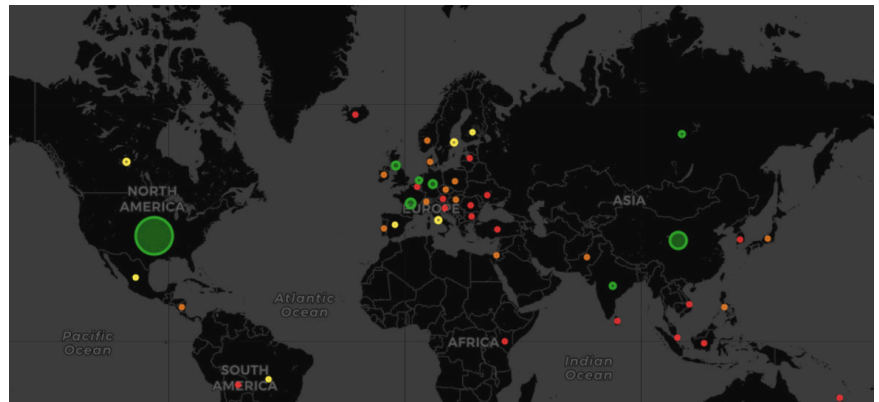 NORTH
AMERICA
EUROPE
ASIA
Atlantic
Ocean
Pacific
Ocean
AFRICA
Indian
Ocean
SOUTH
AMERICA